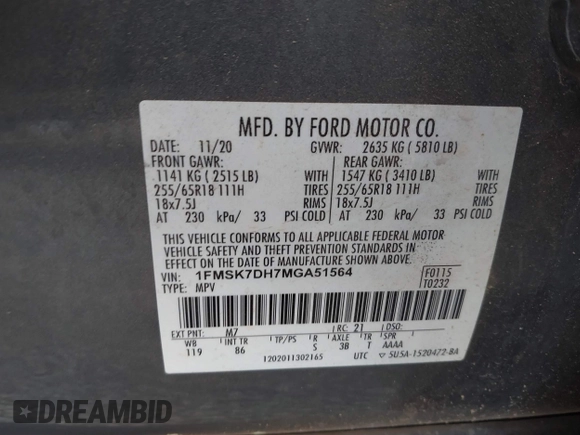 MFD. BY FORD MOTOR CO.
DATE: 11/20 GVWR: 2635 KG ( 5810 LB)
FRONT GAWR: REAR GAWR:
1141 KG ( 2515 LB) WITH 1547 KG ( 3410 LB) WITH
255/65R18 111H TIRES 255/65R18 111H TIRES
18x7.5J RIMS 18x7.5J RIMS
AT 230 kPa/ 33 PSI COLD AT 230 kPa/ 33 PSI COLD
THIS VEHICLE CONFORMS TO ALL APPLICABLE FEDERAL MOTOR
VEHICLE SAFETY AND THEFT PREVENTION STANDARDS IN
EFFECT ON THE DATE OF MANUFACTURE SHOWN ABOVE.
VIN: 1FMSK7DH7MGA51564 F0115
TYPE: MPV T0232
EXT PNT: M7 RC: 21 DSO:
WB INT TR TP/PS R AXLE TR SPR
119 86 S 3B T AAAA
1202011302165 UTC ▽ SUSA-1520472-BA
DREAMBID